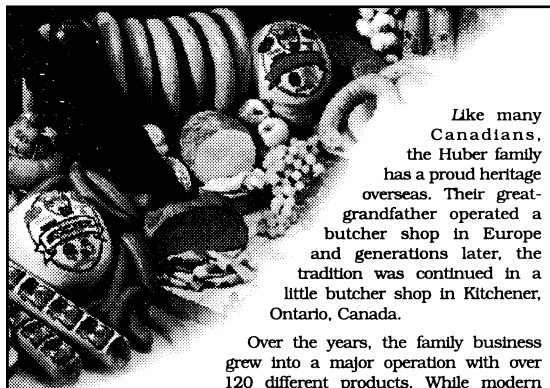 Like many
Canadians,
the Huber family
has a proud heritage
overseas. Their great-
grandfather operated a
butcher shop in Europe
and generations later, the
tradition was continued in a
little butcher shop in Kitchener,
Ontario, Canada.
Over the years, the family business
grew into a major operation with over
120 different products. While modern